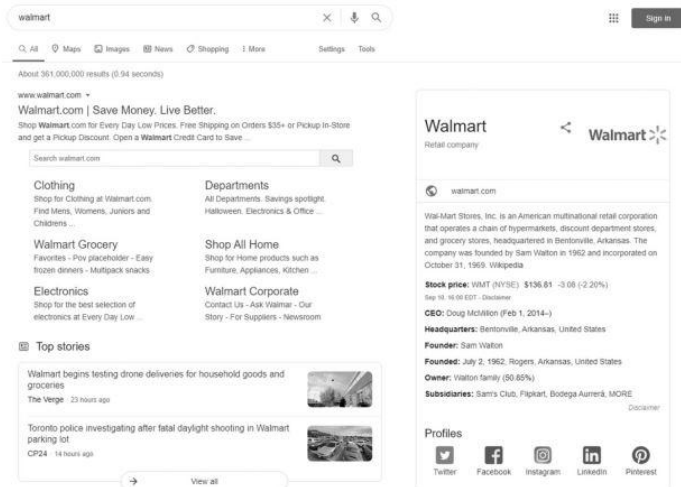 walmart
Sign in
All
Maps
Images
News
Shopping
More
Settings
Tools
About 361,000,000 results (0.94 seconds)
www.walmart.com
Walmart.com | Save Money. Live Better.
Shop Walmart.com for Every Day Low Prices. Free Shipping on Orders $35+ or Pickup In-Store
and get a Pickup Discount. Open a Walmart Credit Card to Save ...
Search walmart.com
Clothing
Shop for Clothing at Walmart.com.
Find Mens, Womens, Juniors and
Childrens ...
Departments
All Departments. Savings spotlight.
Halloween. Electronics & Office ...
Walmart Grocery
Favorites - Pov placeholder - Easy
frozen dinners - Multipack snacks
Shop All Home
Shop for Home products such as
Furniture, Appliances, Kitchen ...
Electronics
Shop for the best selection of
electronics at Every Day Low ...
Walmart Corporate
Contact Us - Ask Walmar - Our
Story - For Suppliers - Newsroom
Top stories
Walmart begins testing drone deliveries for household goods and
groceries
The Verge · 23 hours ago
Toronto police investigating after fatal daylight shooting in Walmart
parking lot
CP24 · 14 hours ago
View all
Walmart
Retail company
Walmart
walmart.com
Wal-Mart Stores, Inc. is an American multinational retail corporation
that operates a chain of hypermarkets, discount department stores,
and grocery stores, headquartered in Bentonville, Arkansas. The
company was founded by Sam Walton in 1962 and incorporated on
October 31, 1969. Wikipedia
Stock price: WMT (NYSE) $136.61 -3.08 (-2.20%)
Sep 10, 16:00 EDT - Disclaimer
CEO: Doug McMillon (Feb 1, 2014–)
Headquarters: Bentonville, Arkansas, United States
Founder: Sam Walton
Founded: July 2, 1962, Rogers, Arkansas, United States
Owner: Walton family (50.85%)
Subsidiaries: Sam's Club, Flipkart, Bodega Aurrerá, MORE
Disclaimer
Profiles
Twitter
Facebook
Instagram
LinkedIn
Pinterest